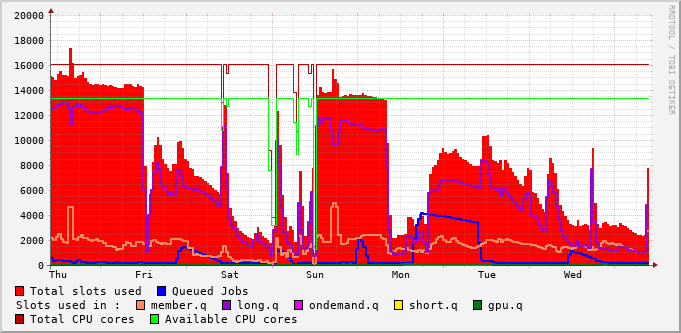 20000
18000
16000
14000
12000
10000
8000
6000
4000
2000
0
Thu Fri Sat Sun Mon Tue Wed
Total slots used Queued Jobs
Slots used in : member.q long.q ondemand.q short.q gpu.q
Total CPU cores Available CPU cores
RRDTOOL / TOBI OETIKER